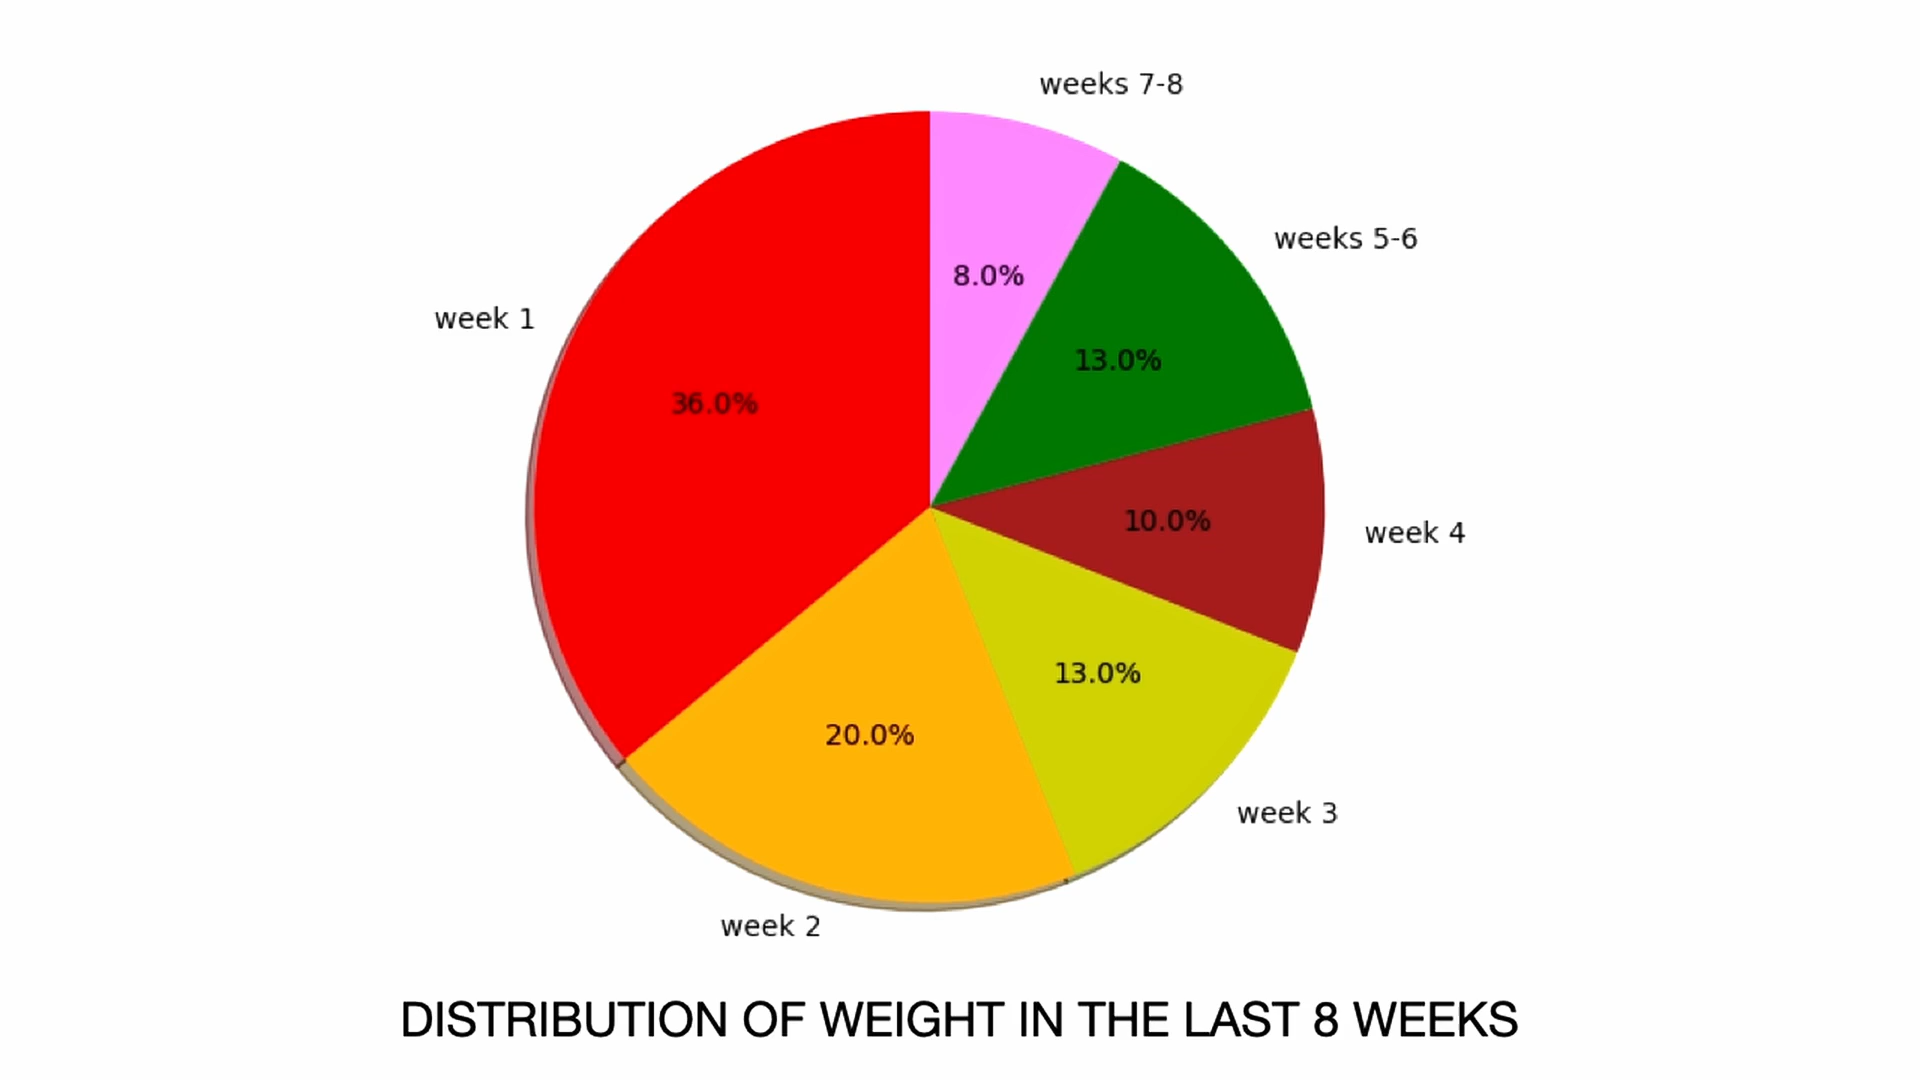 weeks 7-8
weeks 5-6
8.0%
week 1
13.0%
36.0%
10.0%
week 4
13.0%
20.0%
week 3
week 2
DISTRIBUTION OF WEIGHT IN THE LAST 8 WEEKS